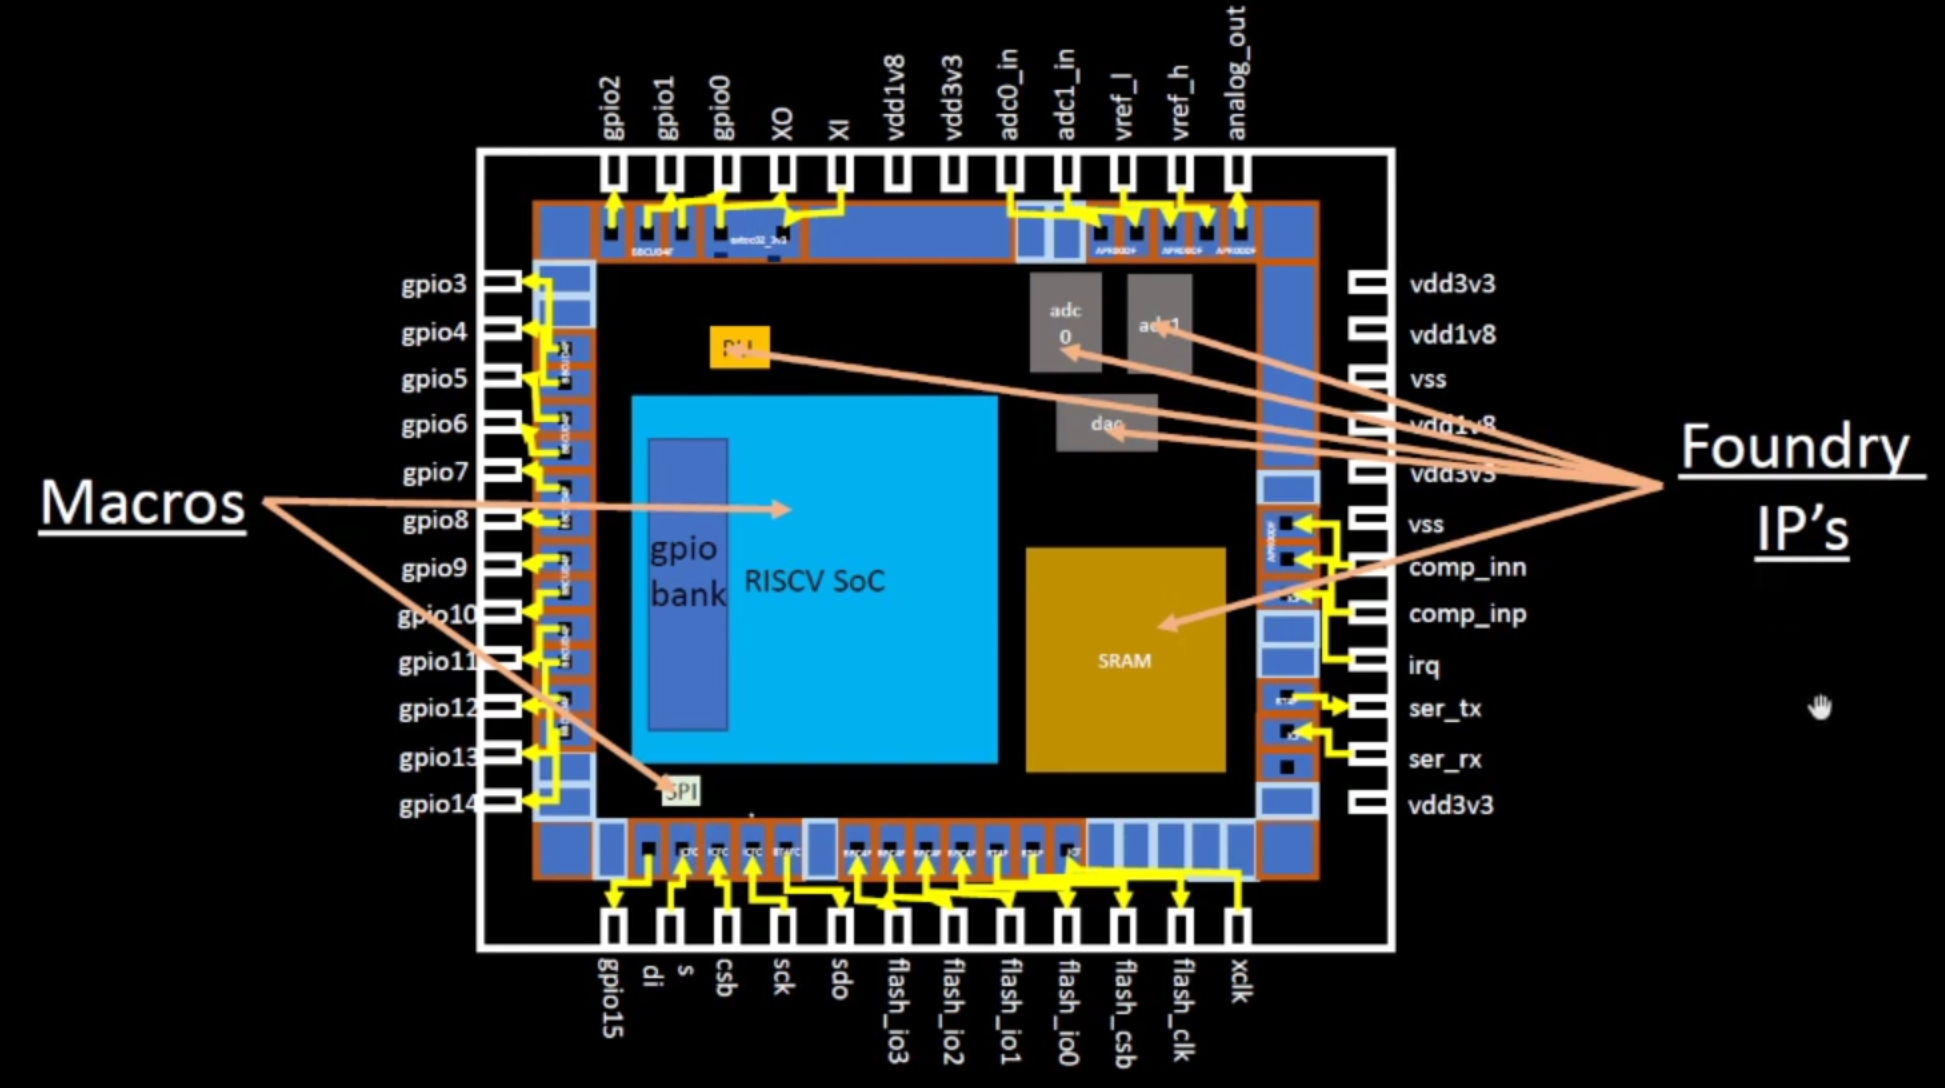 gpio2
gpio1
gpio0
XO
XI
vdd1v8
vdd3v3
adc0_in
adc1_in
vref_l
vref_h
analog_out
gpio3
gpio4
gpio5
gpio6
gpio7
gpio8
gpio9
gpio10
gpio11
gpio12
gpio13
gpio14
Macros
adc
0
gpio
bank
RISCV SoC
SRAM
SPI
vdd3v3
vdd1v8
vss
vdd1v8
vdd3v3
vss
comp_inn
comp_inp
irq
ser_tx
ser_rx
vdd3v3
Foundry
IP's
gpio15
di
s
csb
sck
sdo
flash_io3
flash_io2
flash_io1
flash_io0
flash_csb
flash_clk
xclk